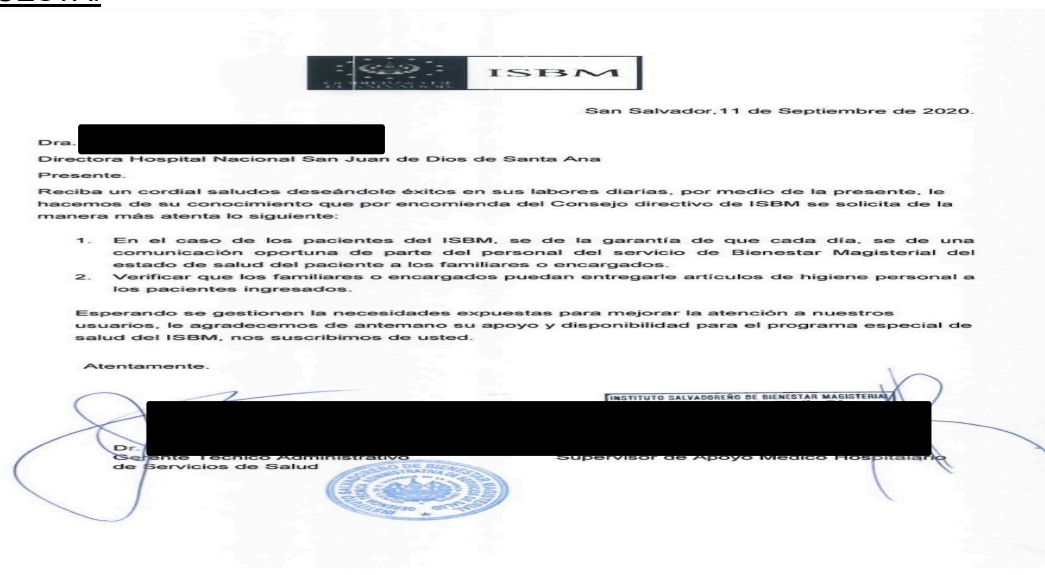 ISBM
San Salvador,11 de Septiembre de 2020.
Dra.
Directora Hospital Nacional San Juan de Dios de Santa Ana
Presente.
Reciba un cordial saludos deseándole éxitos en sus labores diarias, por medio de la presente, le
hacemos de su conocimiento que por encomienda del Consejo directivo de ISBM se solicita de la
manera más atenta lo siguiente:
1. En el caso de los pacientes del ISBM, se de la garantía de que cada día, se de una
comunicación oportuna de parte del personal del servicio de Bienestar Magisterial del
estado de salud del paciente a los familiares o encargados.
2. Verificar que los familiares o encargados puedan entregarle artículos de higiene personal a
los pacientes ingresados.
Esperando se gestionen la necesidades expuestas para mejorar la atención a nuestros
usuarios, le agradecemos de antemano su apoyo y disponibilidad para el programa especial de
salud del ISBM, nos suscribimos de usted.
Atentamente.
INSTITUTO SALVADOREÑO DE BIENESTAR MAGISTERIAL
Dr.
Gerente Técnico Administrativo
de Servicios de Salud
Supervisor de Apoyo Médico Hospitalario